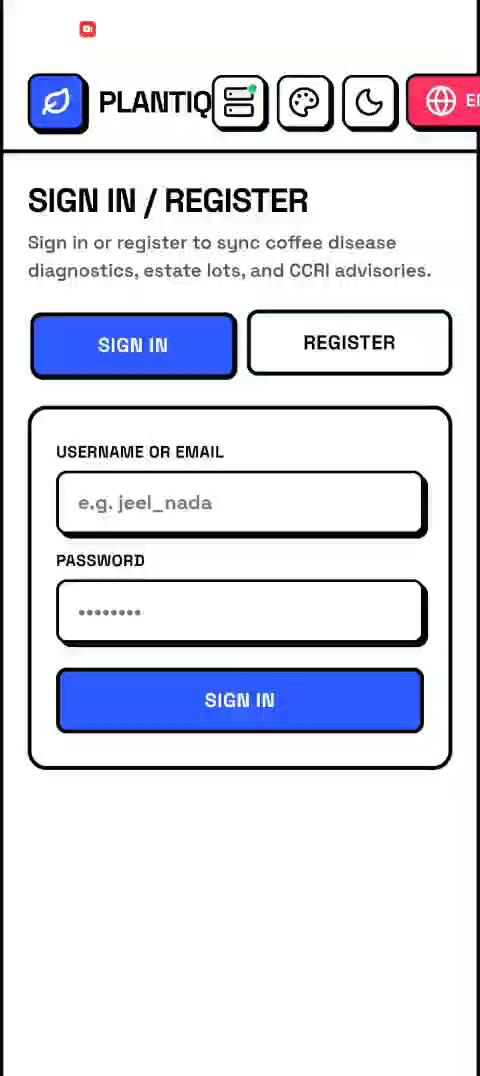 PLANTIQ
SIGN IN / REGISTER
Sign in or register to sync coffee disease
diagnostics, estate lots, and CCRI advisories.
SIGN IN
REGISTER
USERNAME OR EMAIL
e.g. jeel_nada
PASSWORD
••••••••
SIGN IN